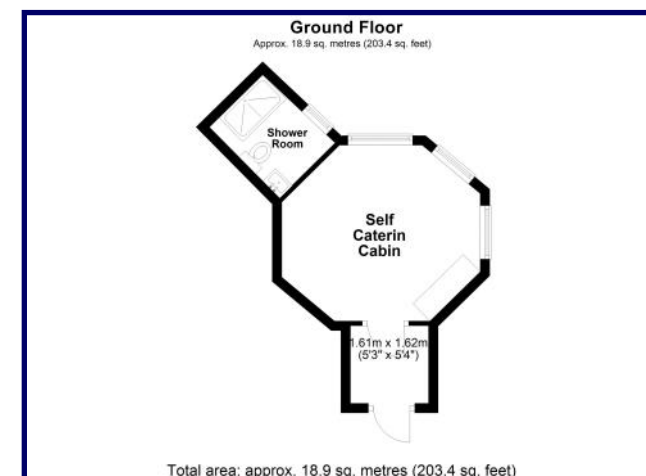 Ground Floor
Approx. 18.9 sq. metres (203.4 sq. feet)
Shower
Room
Self
Caterin
Cabin
1.61m x 1.62m
(5'3" x 5'4")
Total area: approx. 18.9 sq. metres (203.4 sq. feet)